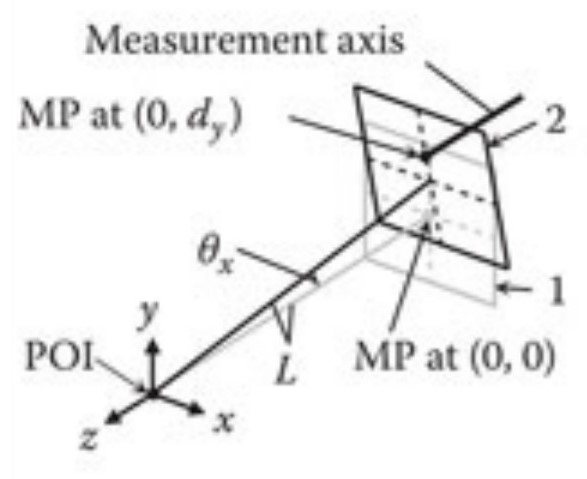 Measurement axis
MP at (0, d_y)
2
θ_x
1
y
POI
L
MP at (0, 0)
z
x